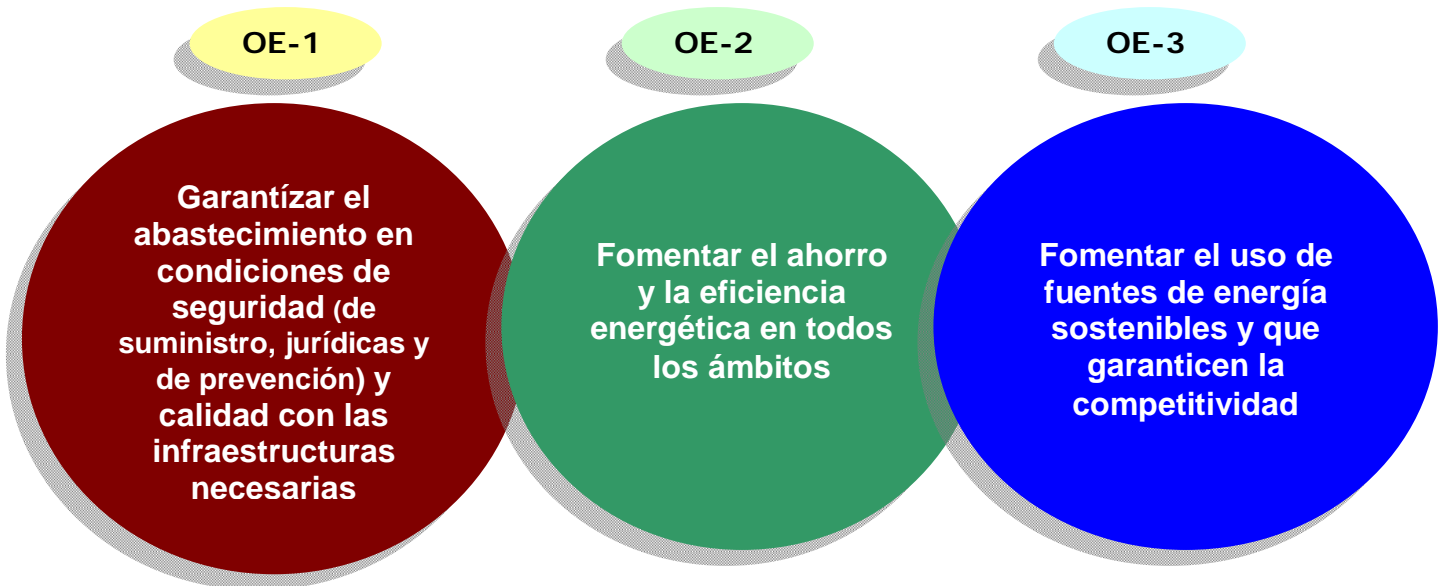 OE-1
Garantízar el
abastecimiento en
condiciones de
seguridad (de
suministro, jurídicas y
de prevención) y
calidad con las
infraestructuras
necesarias
OE-2
Fomentar el ahorro
y la eficiencia
energética en todos
los ámbitos
OE-3
Fomentar el uso de
fuentes de energía
sostenibles y que
garanticen la
competitividad